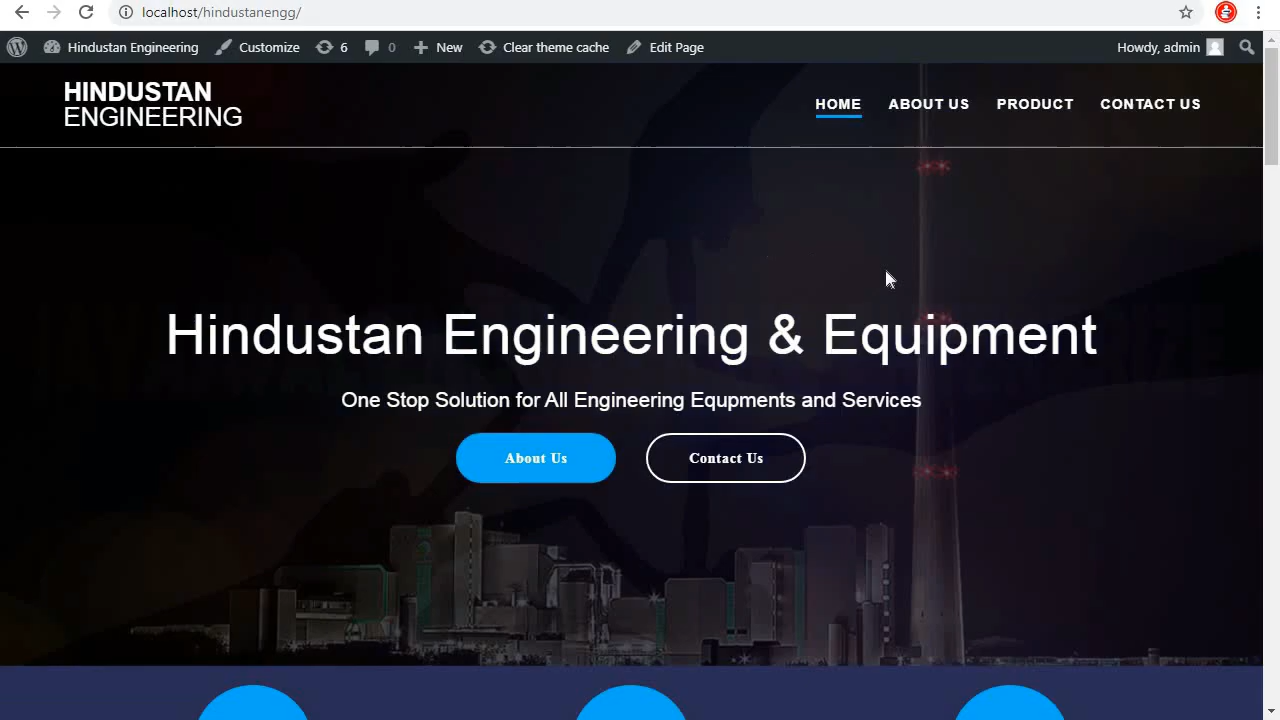 localhost/hindustanengg/
Hindustan Engineering Customize 6 0 New Clear theme cache Edit Page Howdy, admin
HINDUSTAN
ENGINEERING
HOME ABOUT US PRODUCT CONTACT US
Hindustan Engineering & Equipment
One Stop Solution for All Engineering Equpments and Services
About Us Contact Us